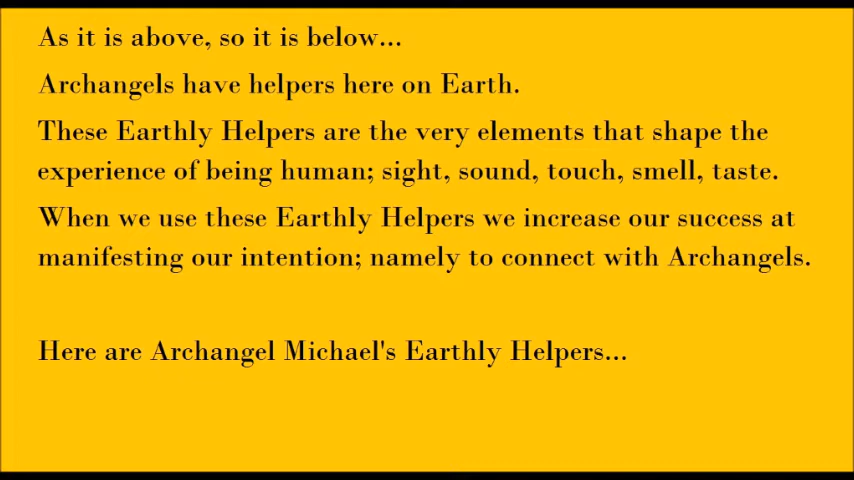 As it is above, so it is below...
Archangels have helpers here on Earth.
These Earthly Helpers are the very elements that shape the
experience of being human; sight, sound, touch, smell, taste.
When we use these Earthly Helpers we increase our success at
manifesting our intention; namely to connect with Archangels.
Here are Archangel Michael's Earthly Helpers...